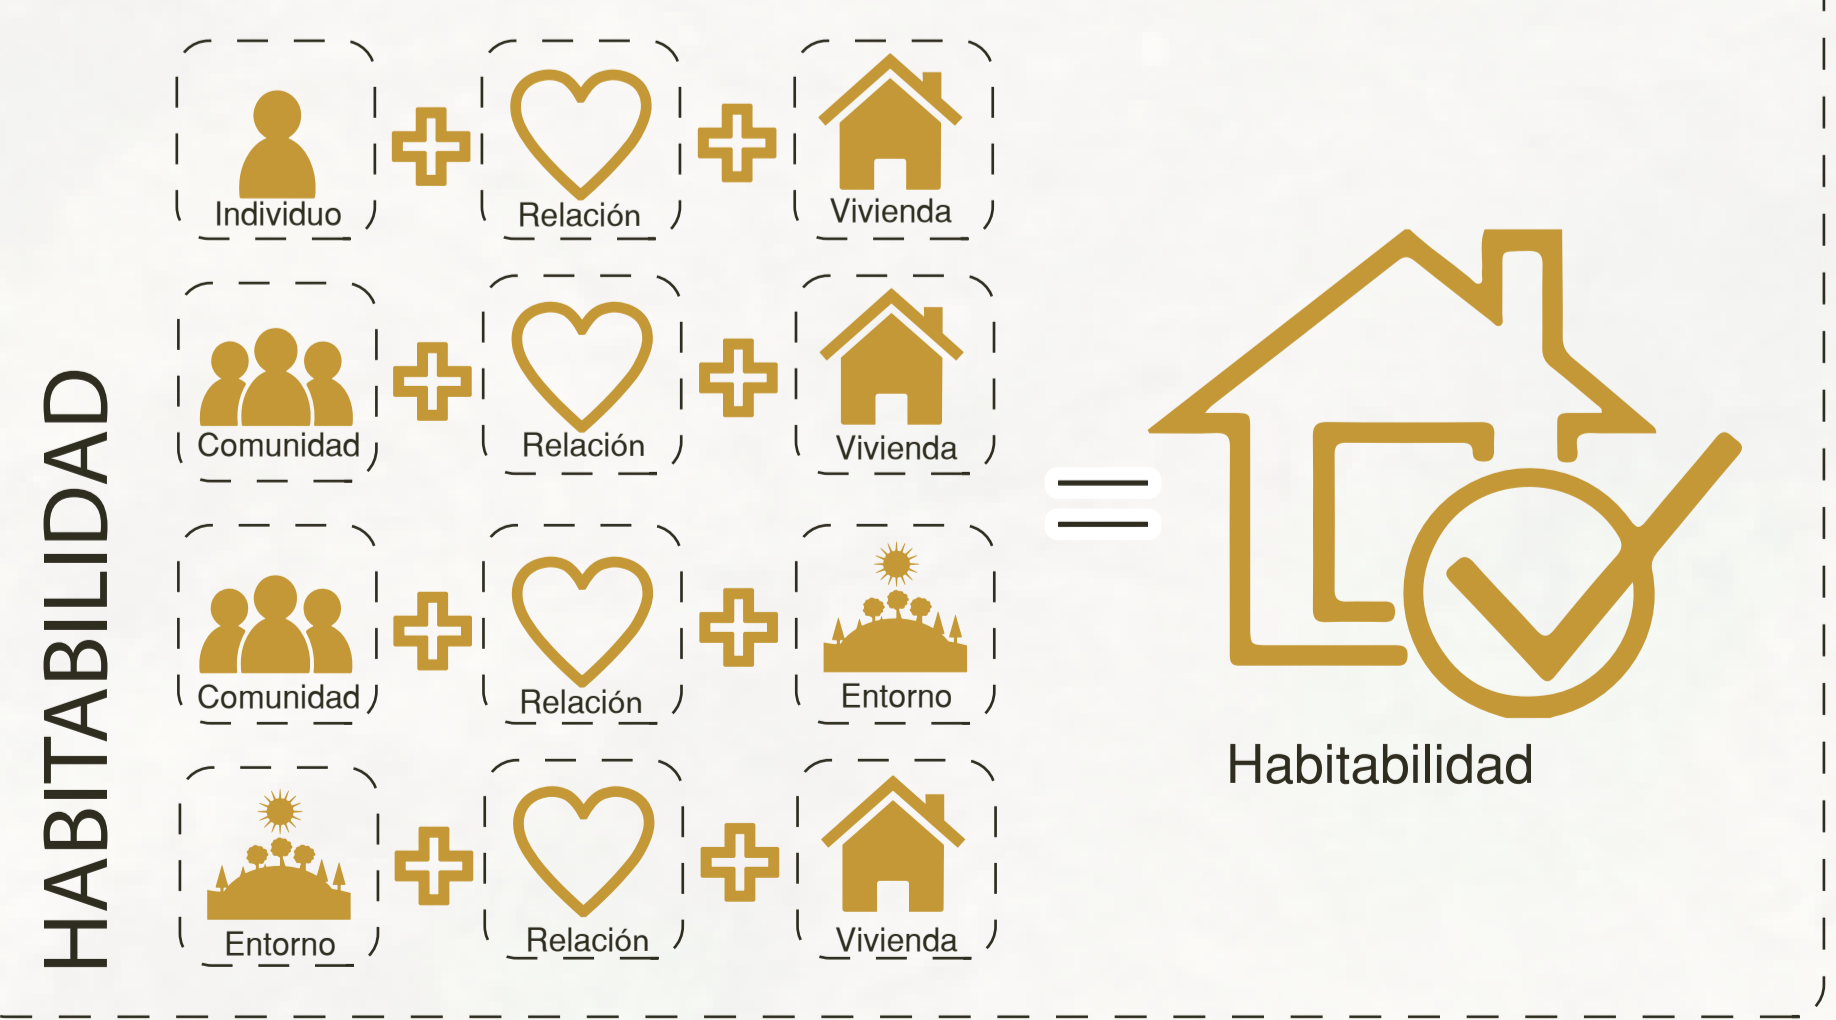 HABITABILIDAD
Individuo
Relación
Vivienda
Comunidad
Relación
Vivienda
Comunidad
Relación
Entorno
Entorno
Relación
Vivienda
Habitabilidad